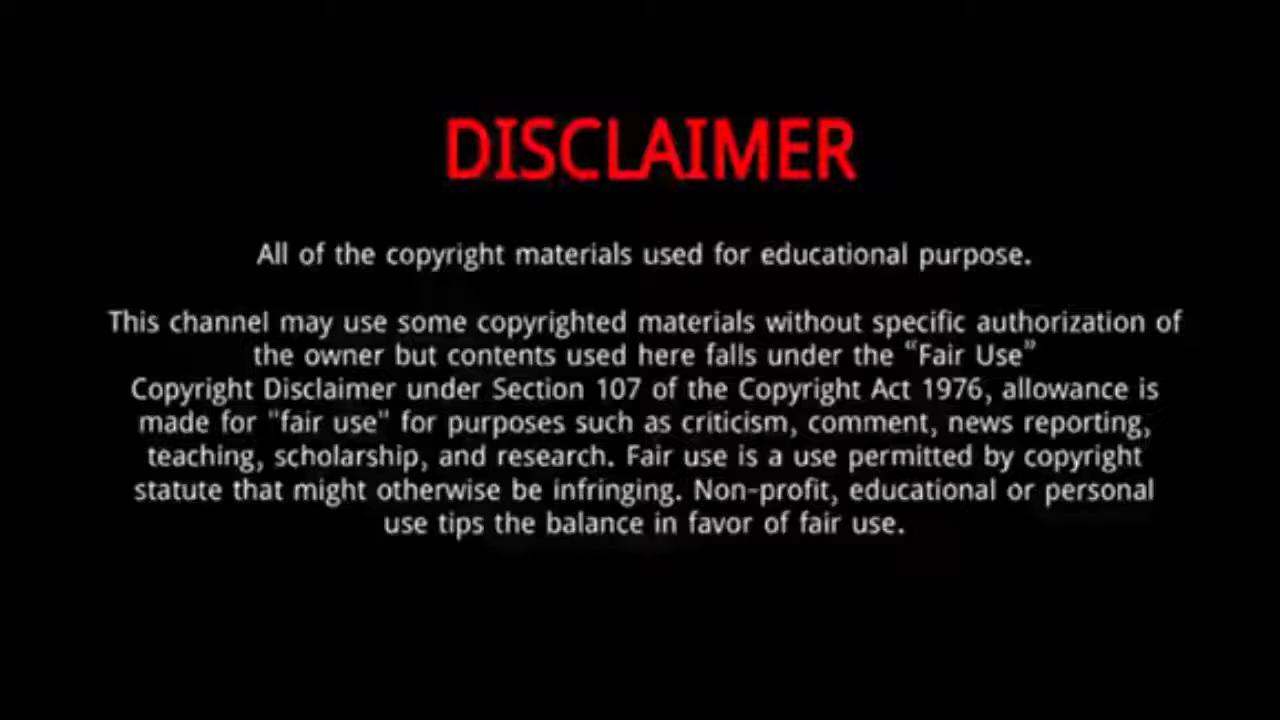 DISCLAIMER
All of the copyright materials used for educational purpose.
This channel may use some copyrighted materials without specific authorization of
the owner but contents used here falls under the “Fair Use”
Copyright Disclaimer under Section 107 of the Copyright Act 1976, allowance is
made for "fair use" for purposes such as criticism, comment, news reporting,
teaching, scholarship, and research. Fair use is a use permitted by copyright
statute that might otherwise be infringing. Non-profit, educational or personal
use tips the balance in favor of fair use.